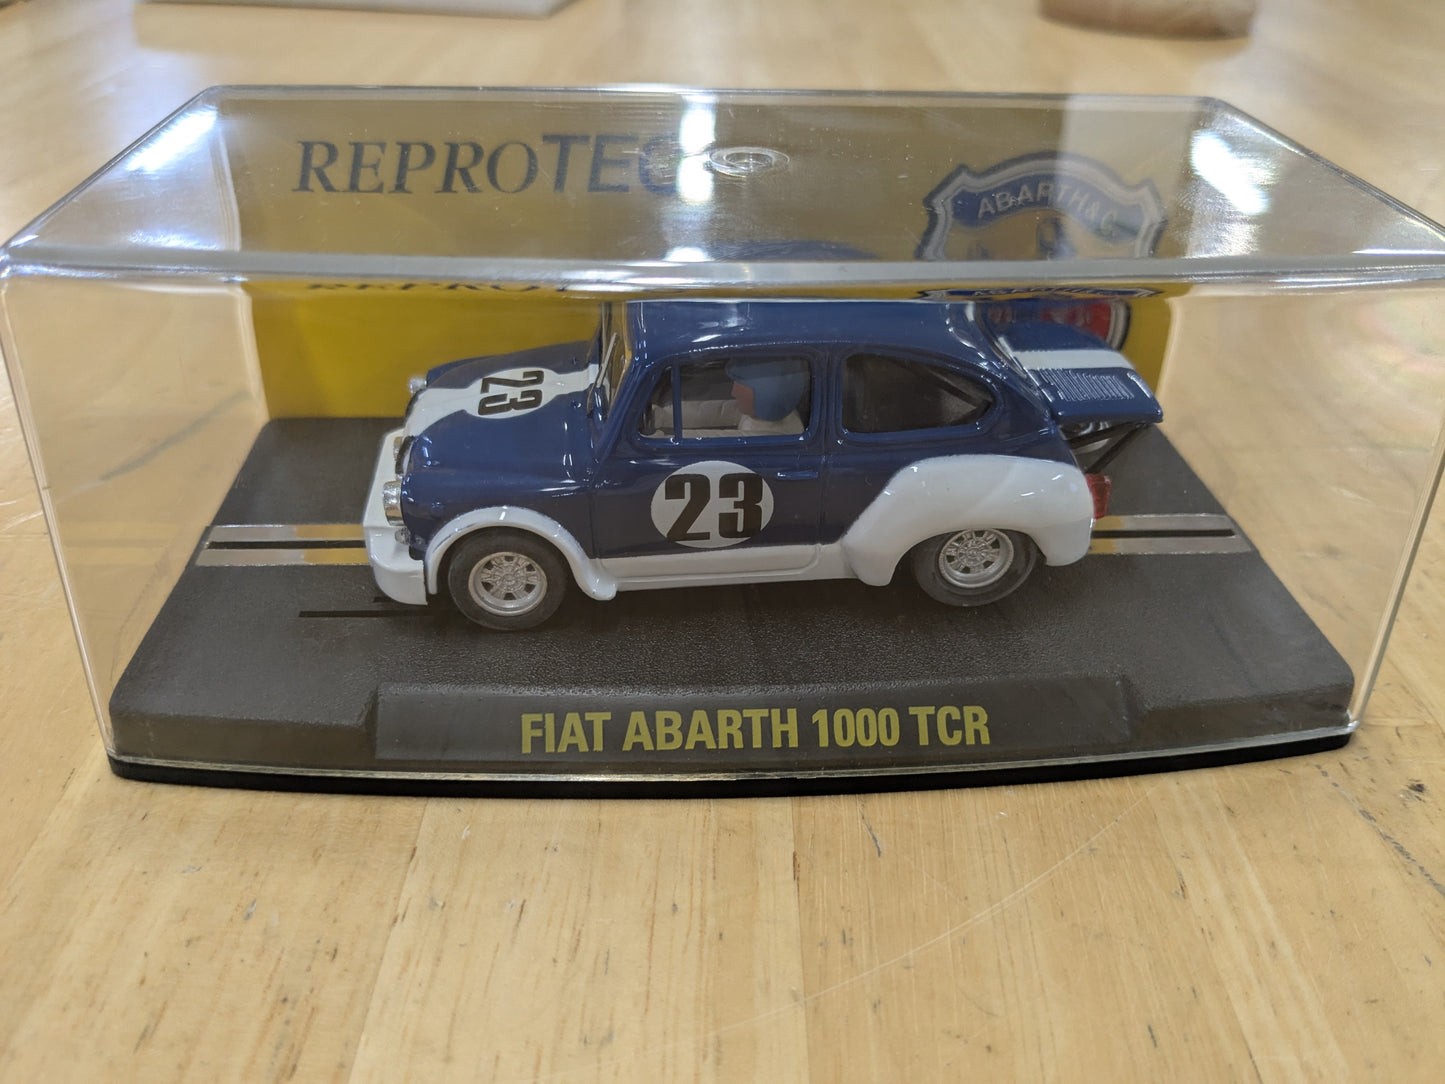 REPROTEC
ABARTH & C
23
23
FIAT ABARTH 1000 TCR